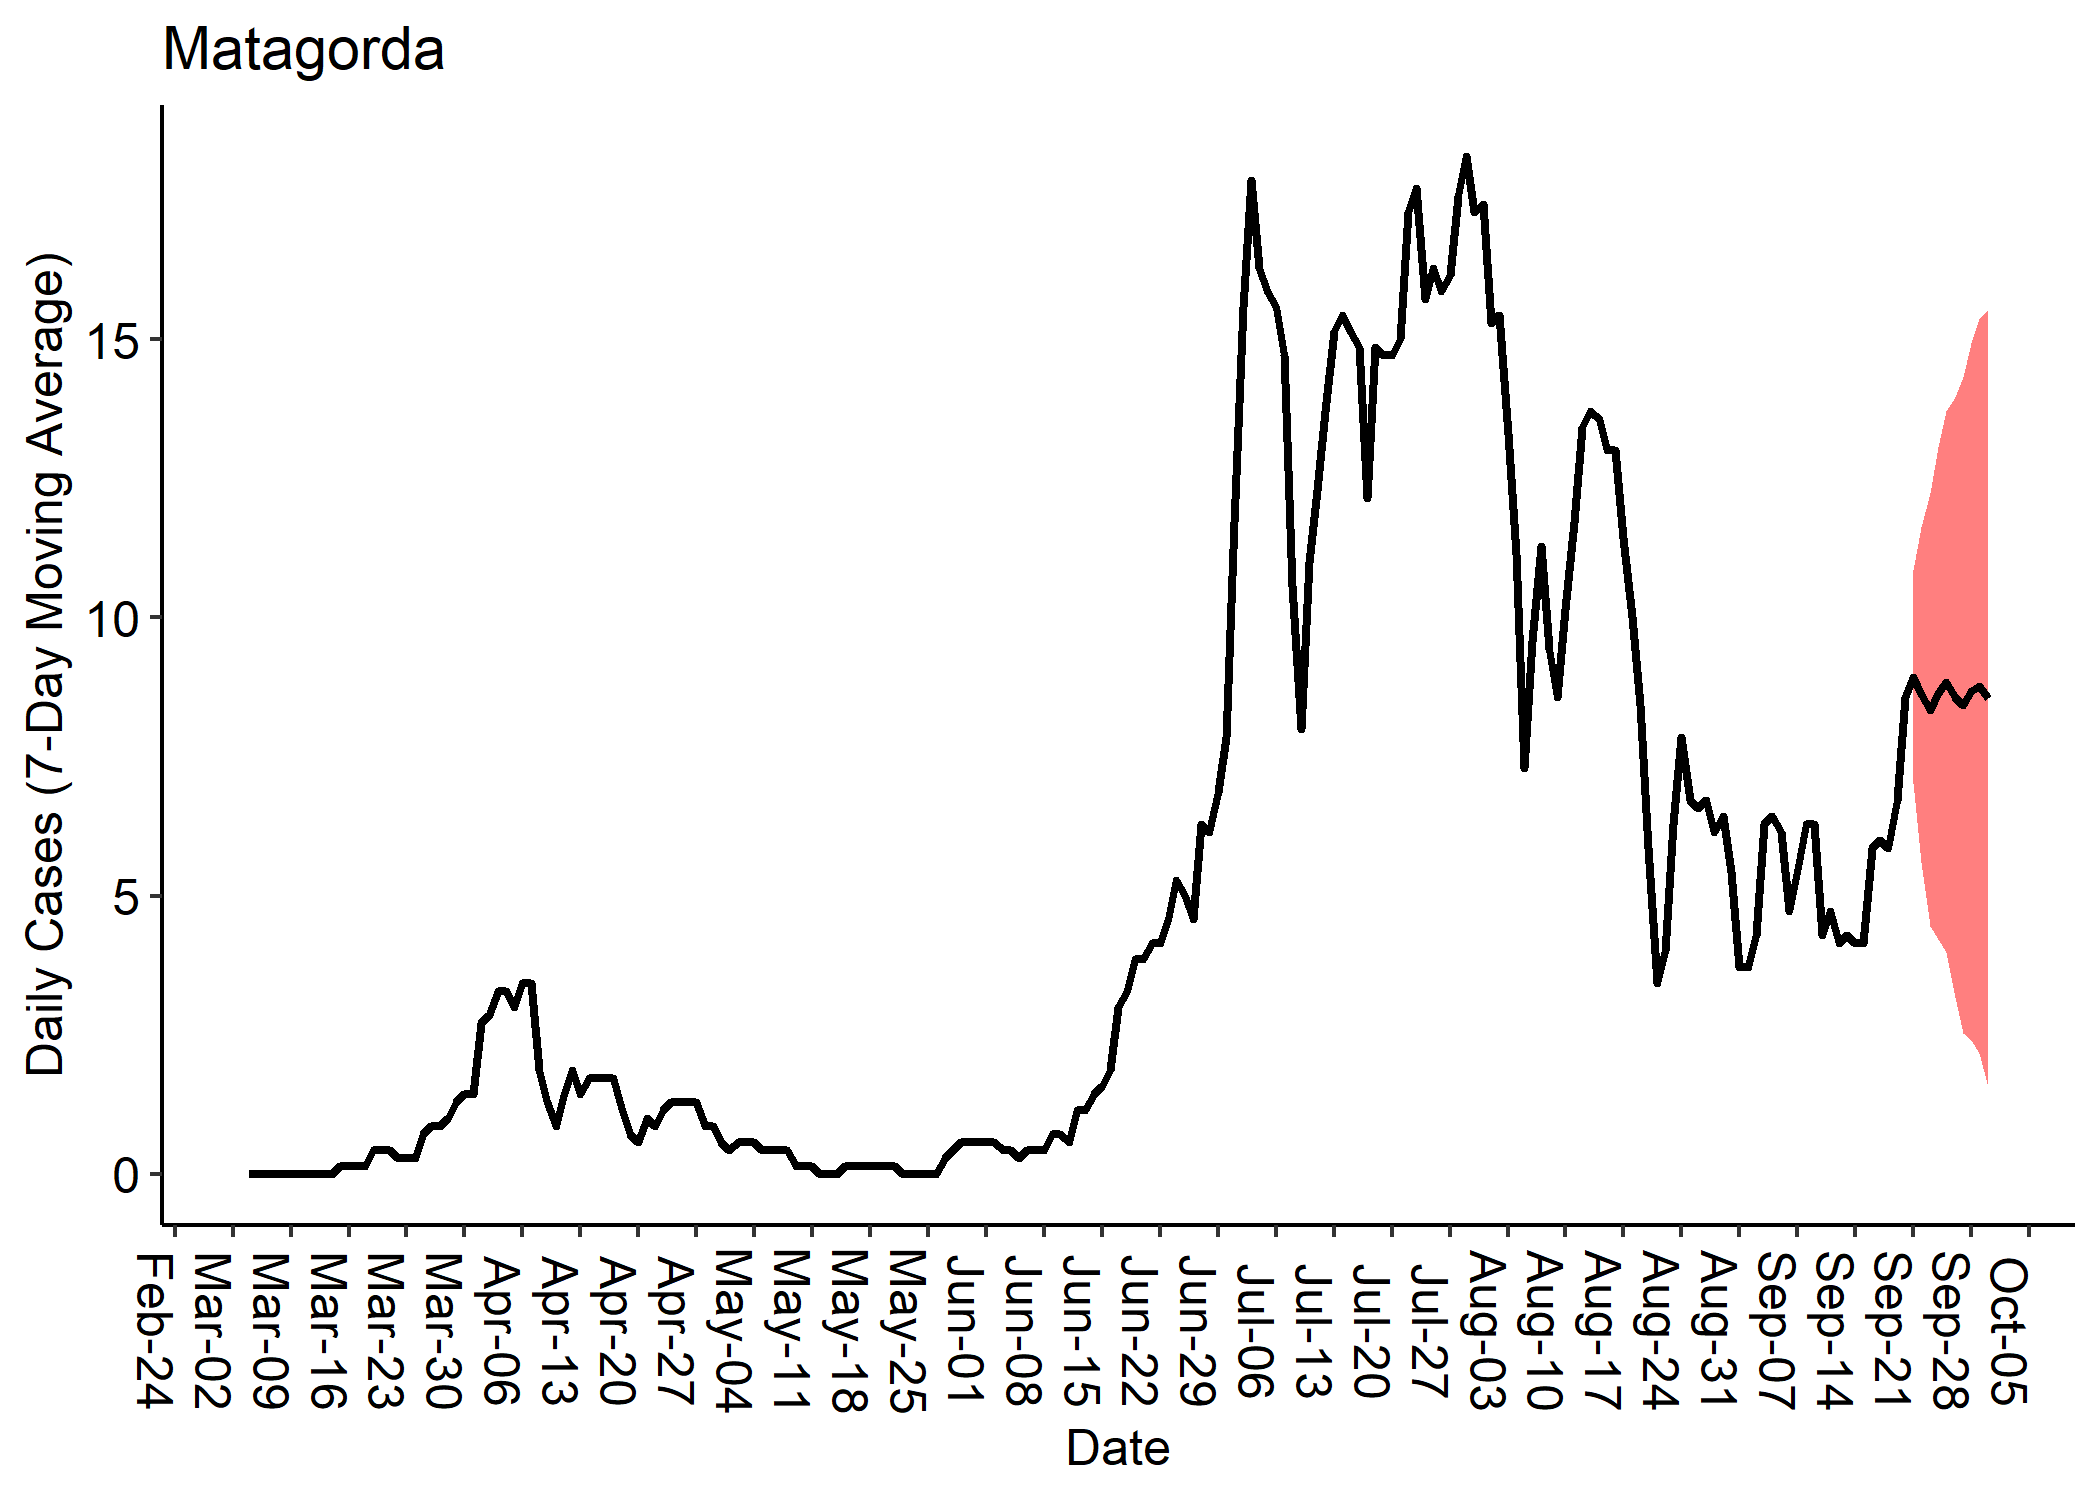 Matagorda
Daily Cases (7-Day Moving Average)
15
10
5
0
Feb-24
Mar-02
Mar-09
Mar-16
Mar-23
Mar-30
Apr-06
Apr-13
Apr-20
Apr-27
May-04
May-11
May-18
May-25
Jun-01
Jun-08
Jun-15
Jun-22
Jun-29
Jul-06
Jul-13
Jul-20
Jul-27
Aug-03
Aug-10
Aug-17
Aug-24
Aug-31
Sep-07
Sep-14
Sep-21
Sep-28
Oct-05
Date